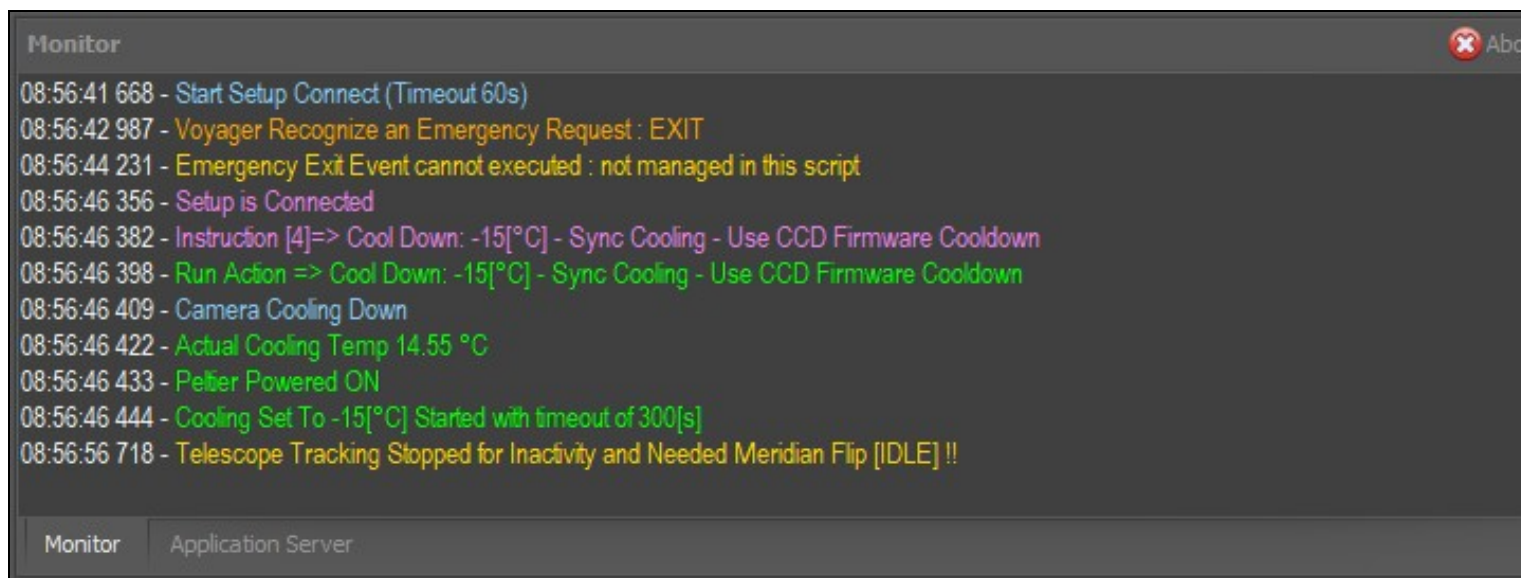 Monitor
Abo
08:56:41 668 - Start Setup Connect (Timeout 60s)
08:56:42 987 - Voyager Recognize an Emergency Request : EXIT
08:56:44 231 - Emergency Exit Event cannot executed : not managed in this script
08:56:46 356 - Setup is Connected
08:56:46 382 - Instruction [4]=> Cool Down: -15[°C] - Sync Cooling - Use CCD Firmware Cooldown
08:56:46 398 - Run Action => Cool Down: -15[°C] - Sync Cooling - Use CCD Firmware Cooldown
08:56:46 409 - Camera Cooling Down
08:56:46 422 - Actual Cooling Temp 14.55 °C
08:56:46 433 - Peltier Powered ON
08:56:46 444 - Cooling Set To -15[°C] Started with timeout of 300[s]
08:56:56 718 - Telescope Tracking Stopped for Inactivity and Needed Meridian Flip [IDLE] !!
Monitor
Application Server